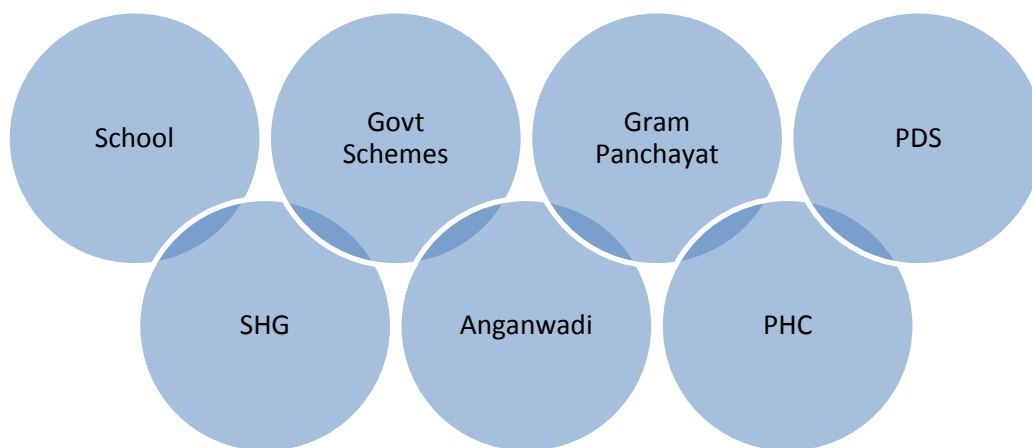 School
Govt
Schemes
Gram
Panchayat
PDS
SHG
Anganwadi
PHC